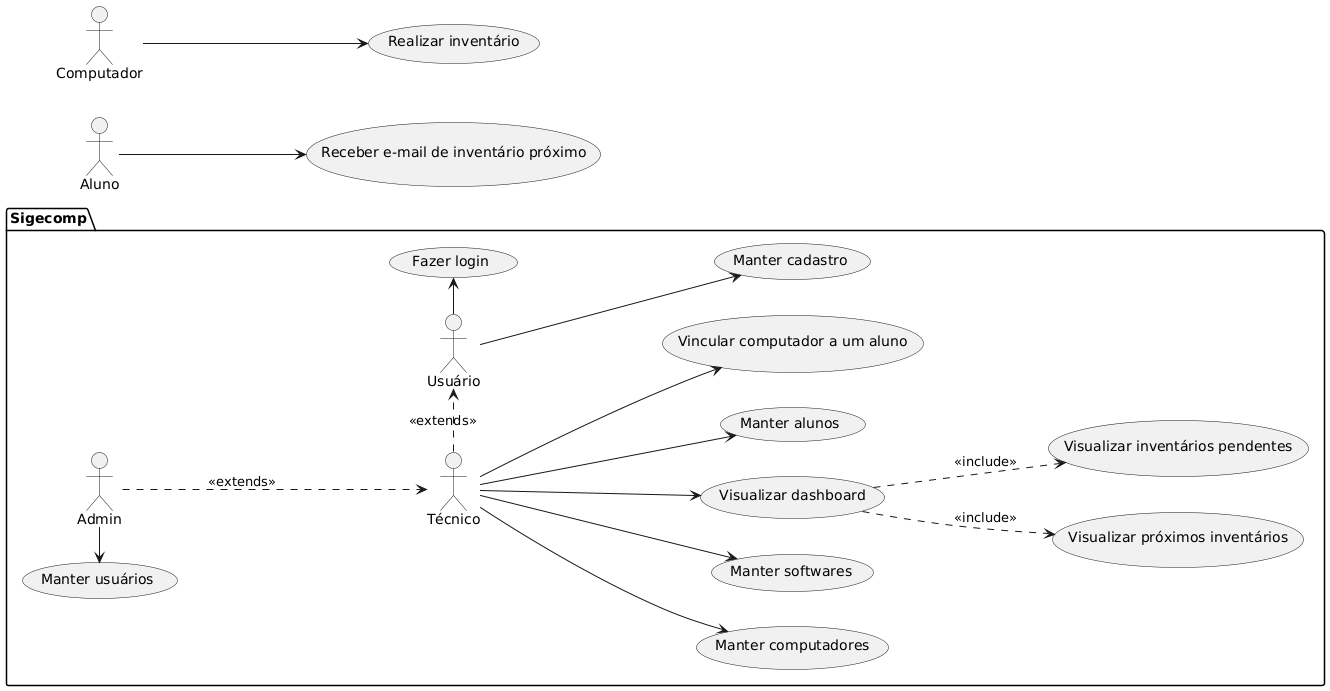 Realizar inventário
Computador
Receber e-mail de inventário próximo
Aluno
Sigecomp
Fazer login
Manter cadastro
Vincular computador a um aluno
Usuário
«extends»
Manter alunos
Visualizar inventários pendentes
«include»
«extends»
Visualizar dashboard
Admin
Técnico
«include»
Visualizar próximos inventários
Manter usuários
Manter softwares
Manter computadores